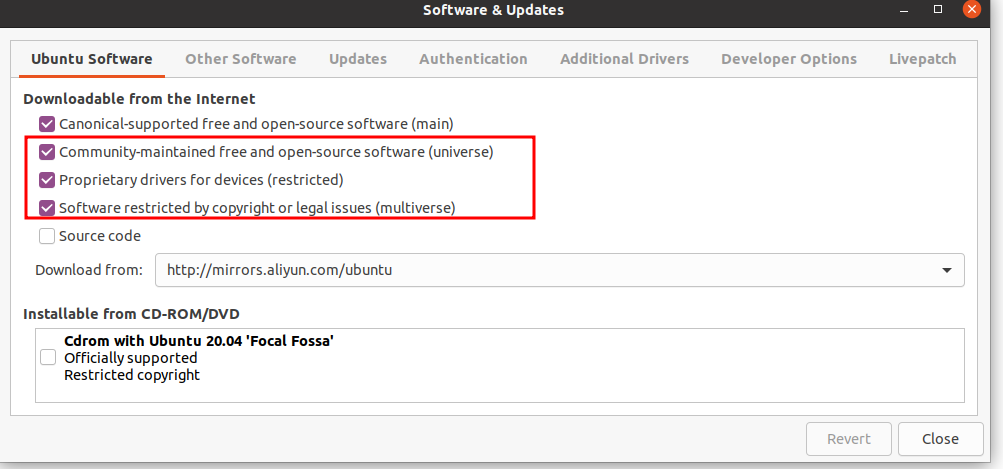 Software & Updates
Ubuntu Software Other Software Updates Authentication Additional Drivers Developer Options Livepatch
Downloadable from the Internet
Canonical-supported free and open-source software (main)
Community-maintained free and open-source software (universe)
Proprietary drivers for devices (restricted)
Software restricted by copyright or legal issues (multiverse)
Source code
Download from: http://mirrors.aliyun.com/ubuntu
Installable from CD-ROM/DVD
Cdrom with Ubuntu 20.04 'Focal Fossa'
Officially supported
Restricted copyright
Revert Close